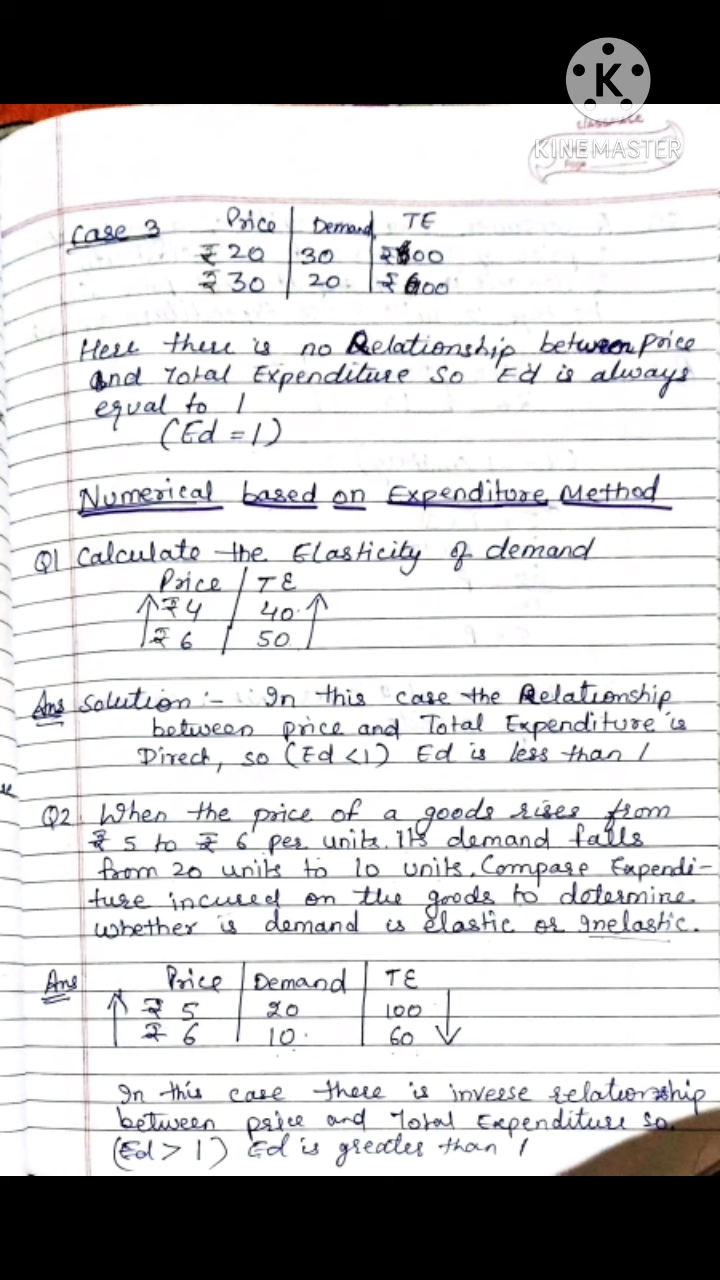 K
classmate
KINEMASTER
Case 3
Price | Demand | TE
₹ 20 | 30 | ₹600
₹ 30 | 20 | ₹600
Here there is no Relationship between price
and Total Expenditure so Ed is always
equal to 1
(Ed = 1)
Numerical based on Expenditure Method
Q1 Calculate the Elasticity of demand
Price | TE
↑ ₹4 | 40 ↑
₹ 6 | 50
Ans Solution :- In this case the Relationship
between price and Total Expenditure is
Direct, so (Ed <1) Ed is less than 1
Q2 When the price of a goods rises from
₹ 5 to ₹ 6 per units. Its demand falls
from 20 units to 10 units. Compare Expendi-
ture incured on the goods to determine
whether is demand is elastic or Inelastic.
Ans
Price | Demand | TE
↑ ₹ 5 | 20 | 100
₹ 6 | 10 | 60 ↓
In this case there is inverse relationship
between price and Total Expenditure so.
(Ed > 1) Ed is greater than 1